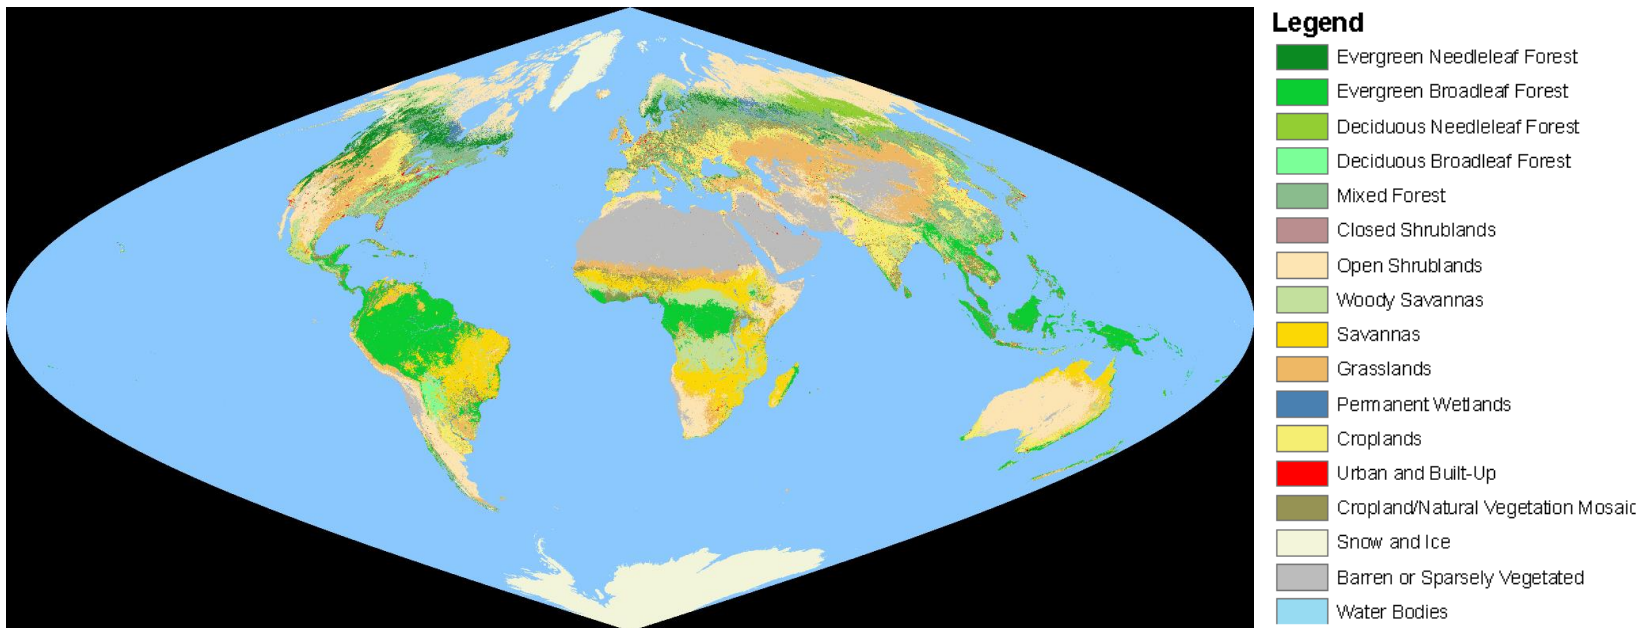 Legend
Evergreen Needleleaf Forest
Evergreen Broadleaf Forest
Deciduous Needleleaf Forest
Deciduous Broadleaf Forest
Mixed Forest
Closed Shrublands
Open Shrublands
Woody Savannas
Savannas
Grasslands
Permanent Wetlands
Croplands
Urban and Built-Up
Cropland/Natural Vegetation Mosaic
Snow and Ice
Barren or Sparsely Vegetated
Water Bodies